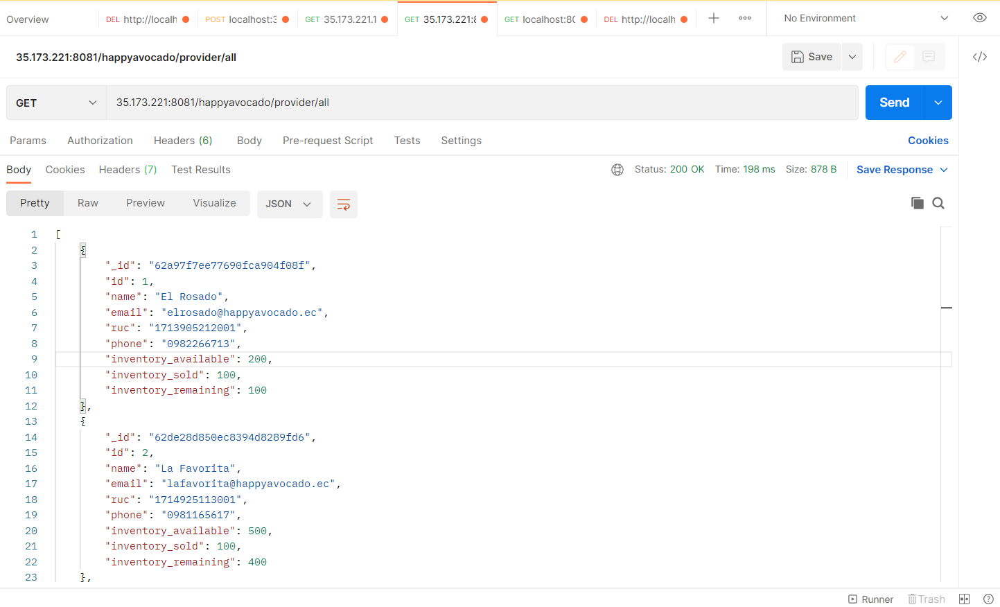 Overview DEL http://localh POST localhost:3 GET 35.173.221.1 GET 35.173.221:8 GET localhost:80 DEL http://localh No Environment
35.173.221:8081/happyavocado/provider/all Save </>
GET 35.173.221:8081/happyavocado/provider/all Send
Params Authorization Headers (6) Body Pre-request Script Tests Settings Cookies
Body Cookies Headers (7) Test Results Status: 200 OK Time: 198 ms Size: 878 B Save Response
Pretty Raw Preview Visualize JSON
1 [
2 {
3 "_id": "62a97f7ee77690fca904f08f",
4 "id": 1,
5 "name": "El Rosado",
6 "email": "elrosado@happyavocado.ec",
7 "ruc": "1713905212001",
8 "phone": "0982266713",
9 "inventory_available": 200,
10 "inventory_sold": 100,
11 "inventory_remaining": 100
12 },
13 {
14 "_id": "62de28d850ec8394d8289fd6",
15 "id": 2,
16 "name": "La Favorita",
17 "email": "lafavorita@happyavocado.ec",
18 "ruc": "1714925113001",
19 "phone": "0981165617",
20 "inventory_available": 500,
21 "inventory_sold": 100,
22 "inventory_remaining": 400
23 },
Runner Trash